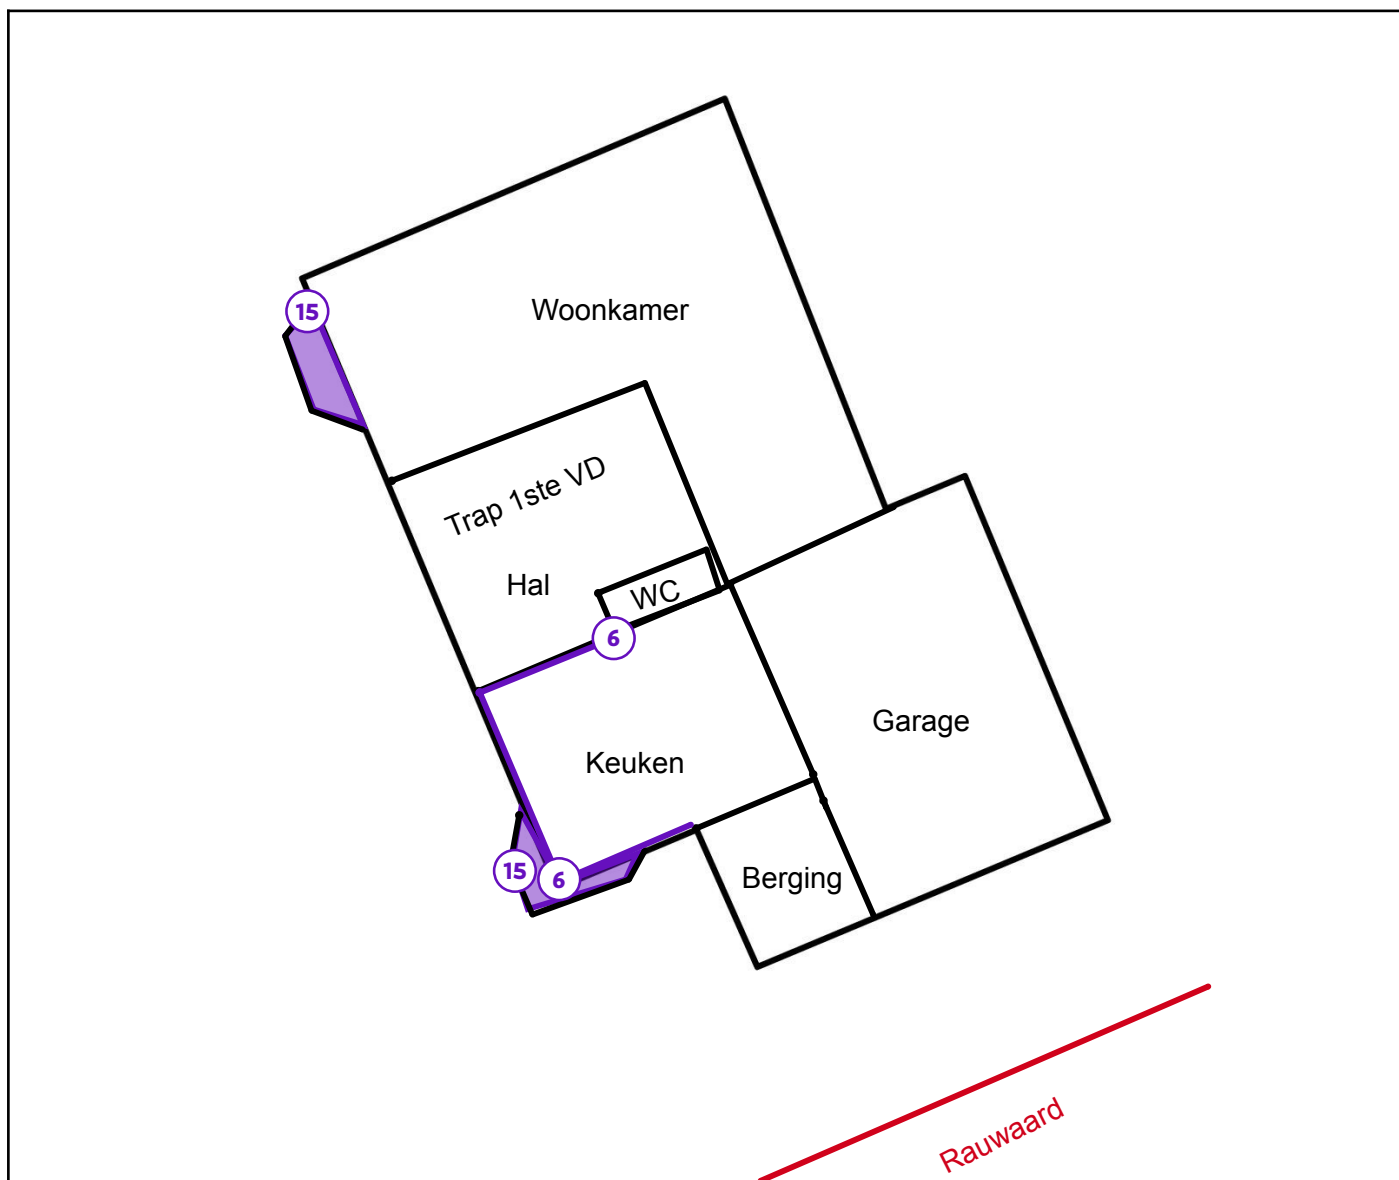 15
Woonkamer
Trap 1ste VD
Hal
WC
6
Keuken
Garage
15
6
Berging
Rauwaard